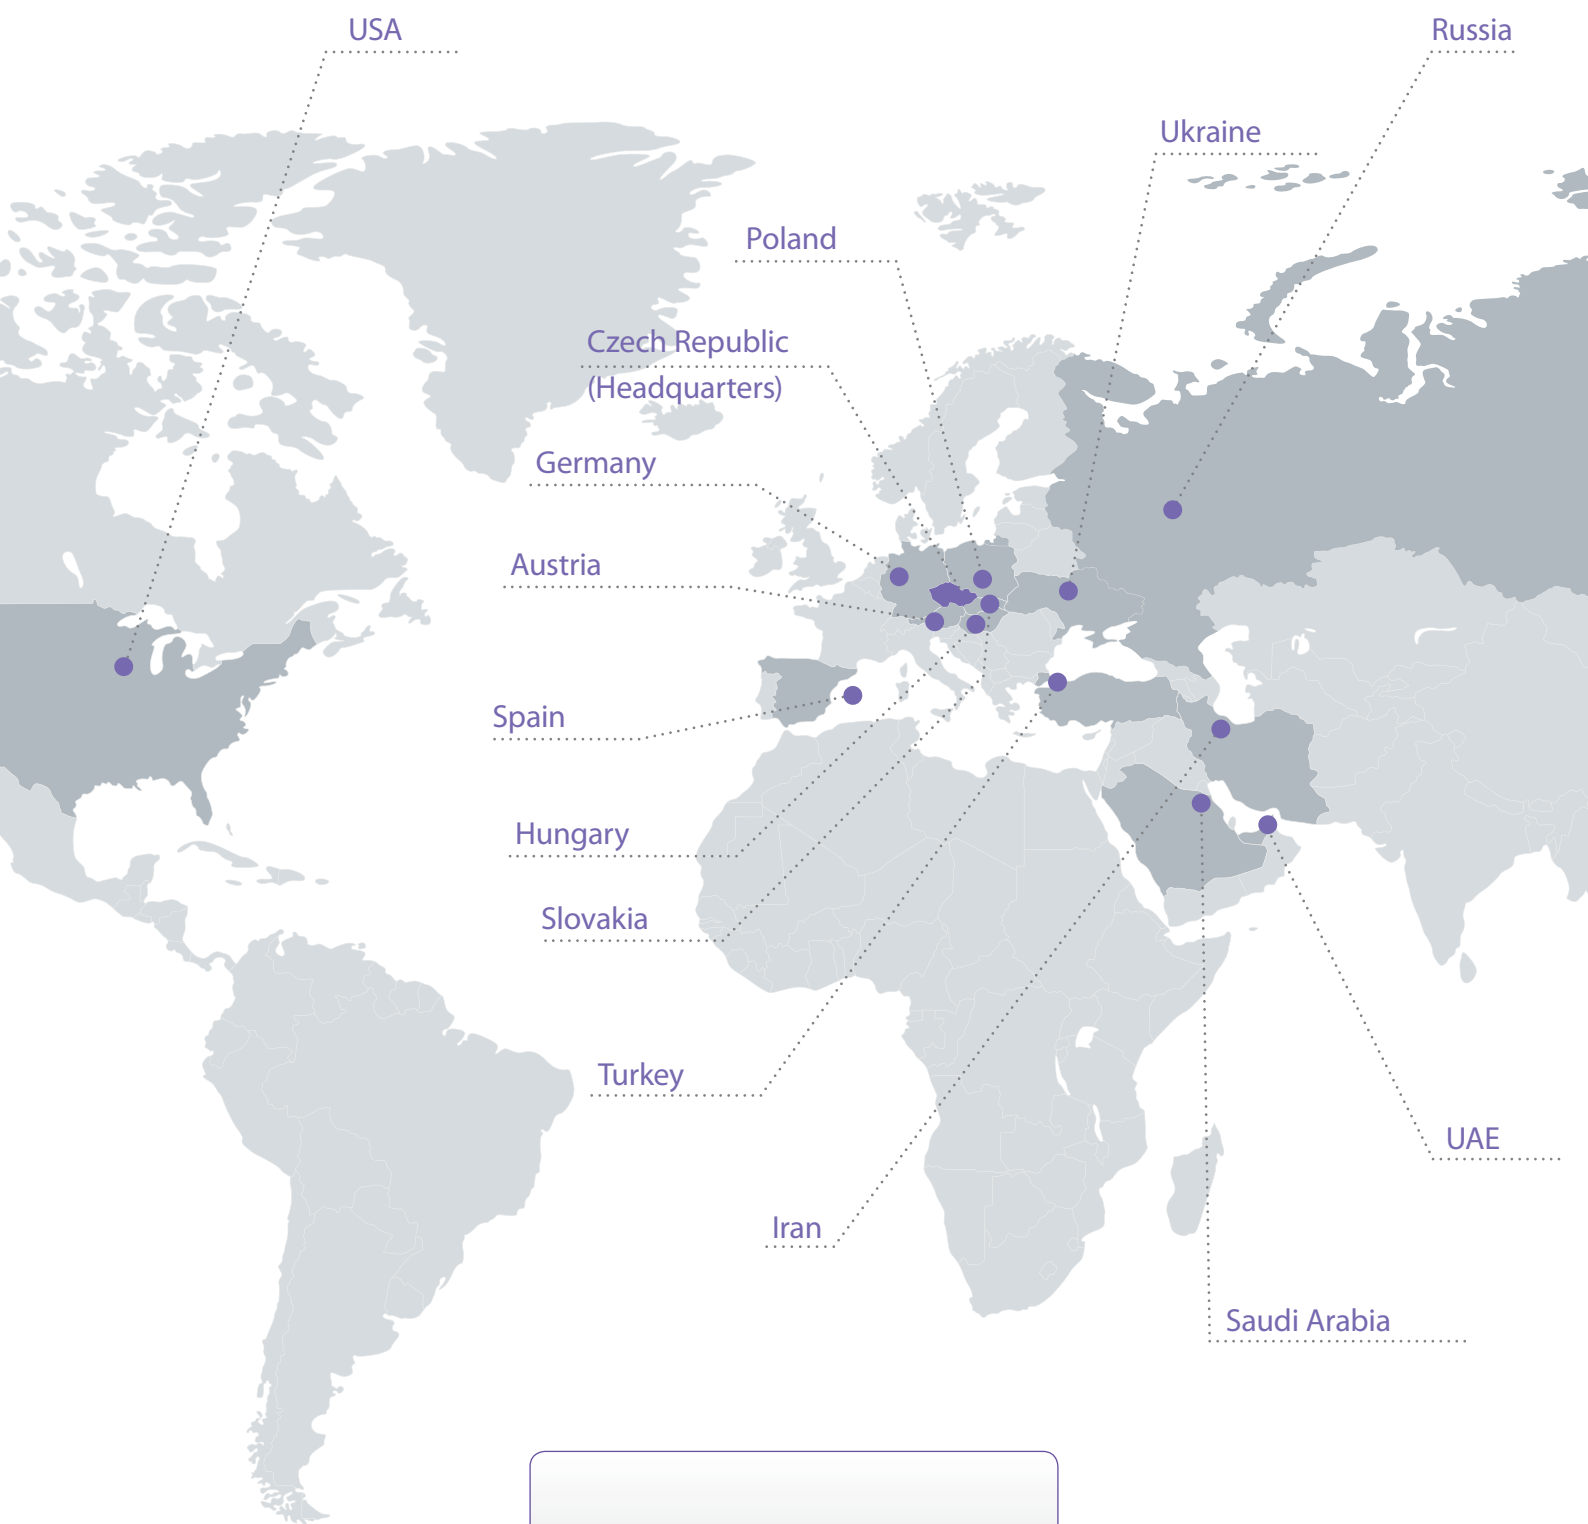 USA
Russia
Ukraine
Poland
Czech Republic
(Headquarters)
Germany
Austria
Spain
Hungary
Slovakia
Turkey
UAE
Iran
Saudi Arabia